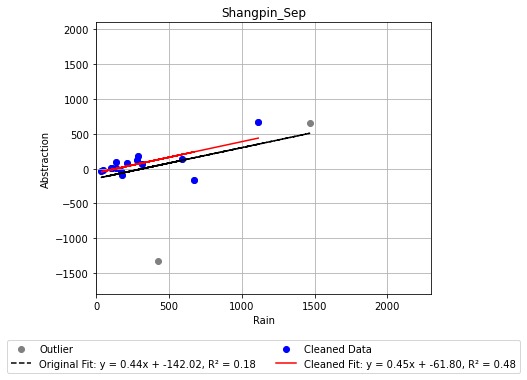 Shangpin_Sep
2000
1500
1000
500
0
−500
−1000
−1500
Abstraction
0 500 1000 1500 2000
Rain
Outlier Cleaned Data
Original Fit: y = 0.44x + -142.02, R² = 0.18 Cleaned Fit: y = 0.45x + -61.80, R² = 0.48